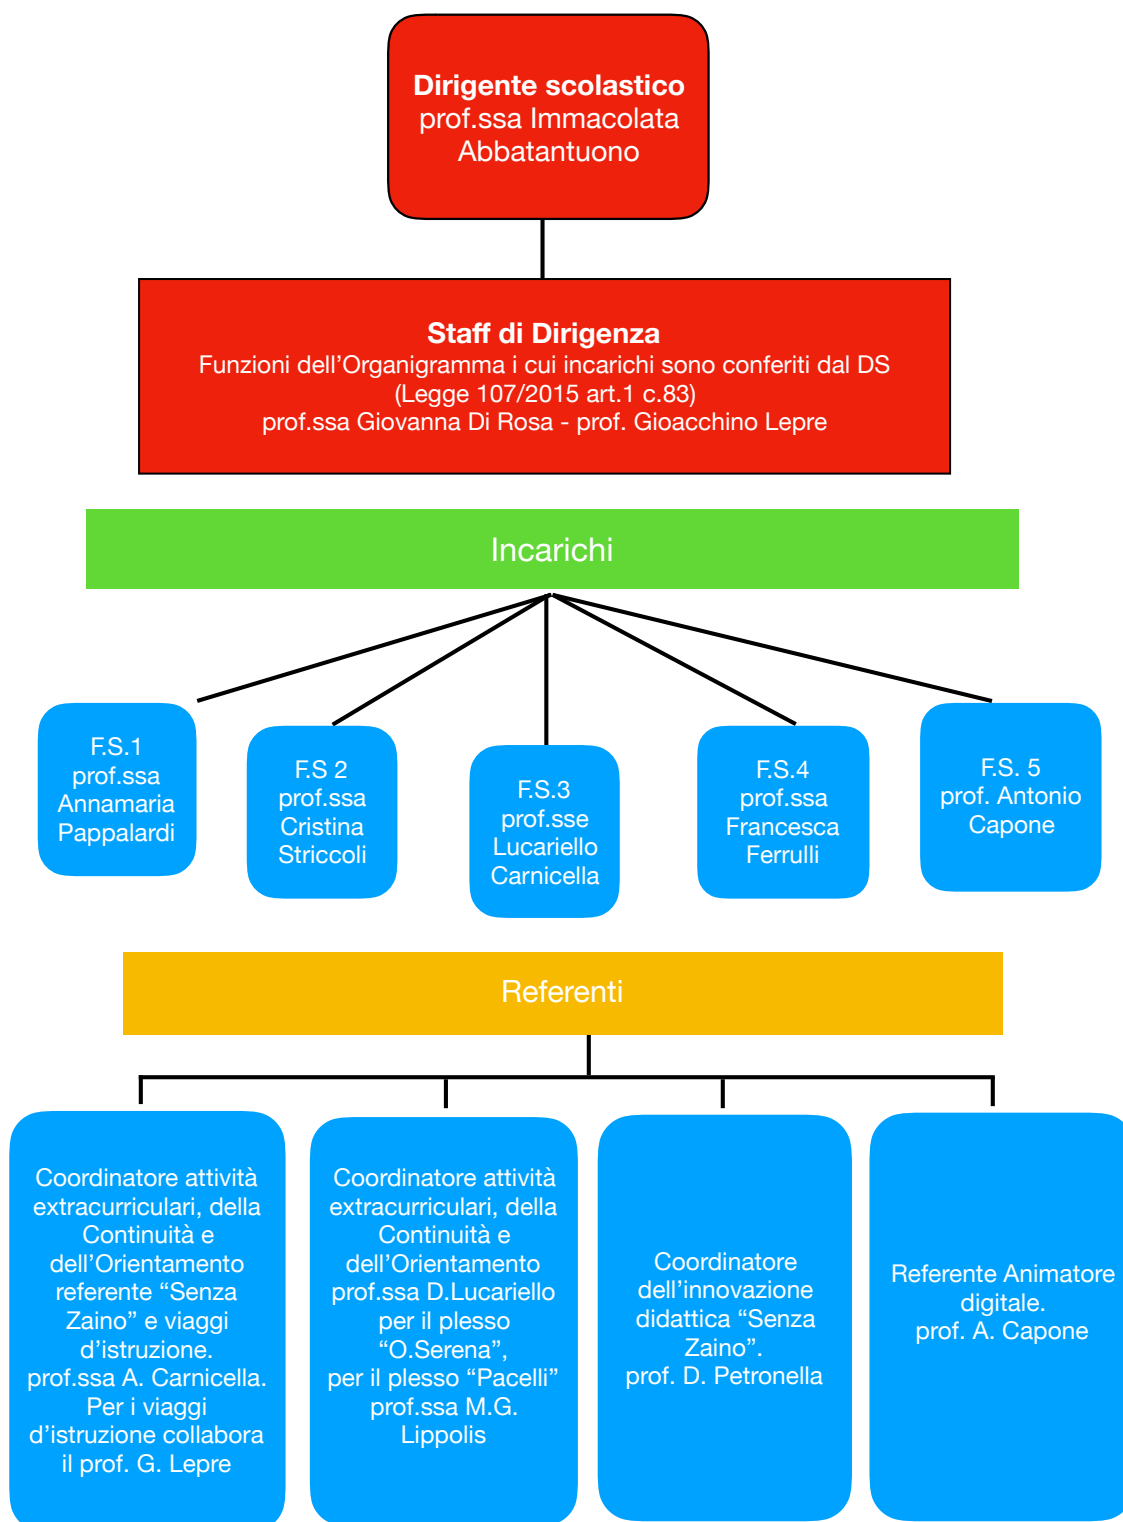 Dirigente scolastico
prof.ssa Immacolata
Abbatantuono
Staff di Dirigenza
Funzioni dell’Organigramma i cui incarichi sono conferiti dal DS
(Legge 107/2015 art.1 c.83)
prof.ssa Giovanna Di Rosa - prof. Gioacchino Lepre
Incarichi
F.S.1
prof.ssa
Annamaria
Pappalardi
F.S 2
prof.ssa
Cristina
Striccoli
F.S.3
prof.sse
Lucariello
Carnicella
F.S.4
prof.ssa
Francesca
Ferrulli
F.S. 5
prof. Antonio
Capone
Referenti
Coordinatore attività
extracurriculari, della
Continuità e
dell’Orientamento
referente “Senza
Zaino” e viaggi
d’istruzione.
prof.ssa A. Carnicella.
Per i viaggi
d’istruzione collabora
il prof. G. Lepre
Coordinatore attività
extracurriculari, della
Continuità e
dell’Orientamento
prof.ssa D.Lucariello
per il plesso
“O.Serena”,
per il plesso “Pacelli”
prof.ssa M.G.
Lippolis
Coordinatore
dell’innovazione
didattica “Senza
Zaino”.
prof. D. Petronella
Referente Animatore
digitale.
prof. A. Capone